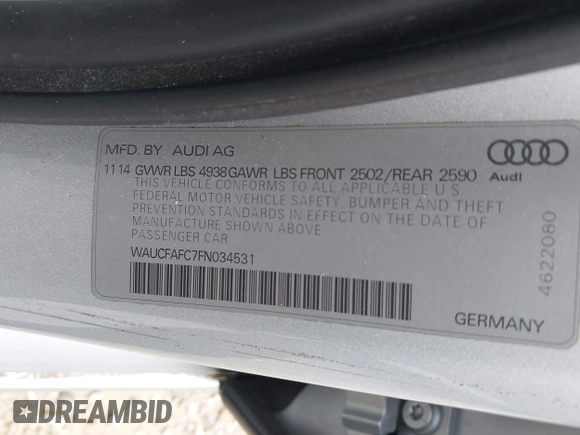 MFD. BY AUDI AG
11 14 GVWR LBS 4938 GAWR LBS FRONT 2502/REAR 2590
THIS VEHICLE CONFORMS TO ALL APPLICABLE U S
FEDERAL MOTOR VEHICLE SAFETY, BUMPER AND THEFT
PREVENTION STANDARDS IN EFFECT ON THE DATE OF
MANUFACTURE SHOWN ABOVE
PASSENGER CAR
WAUCFAFC7FN034531
Audi
4622080
GERMANY
DREAMBID